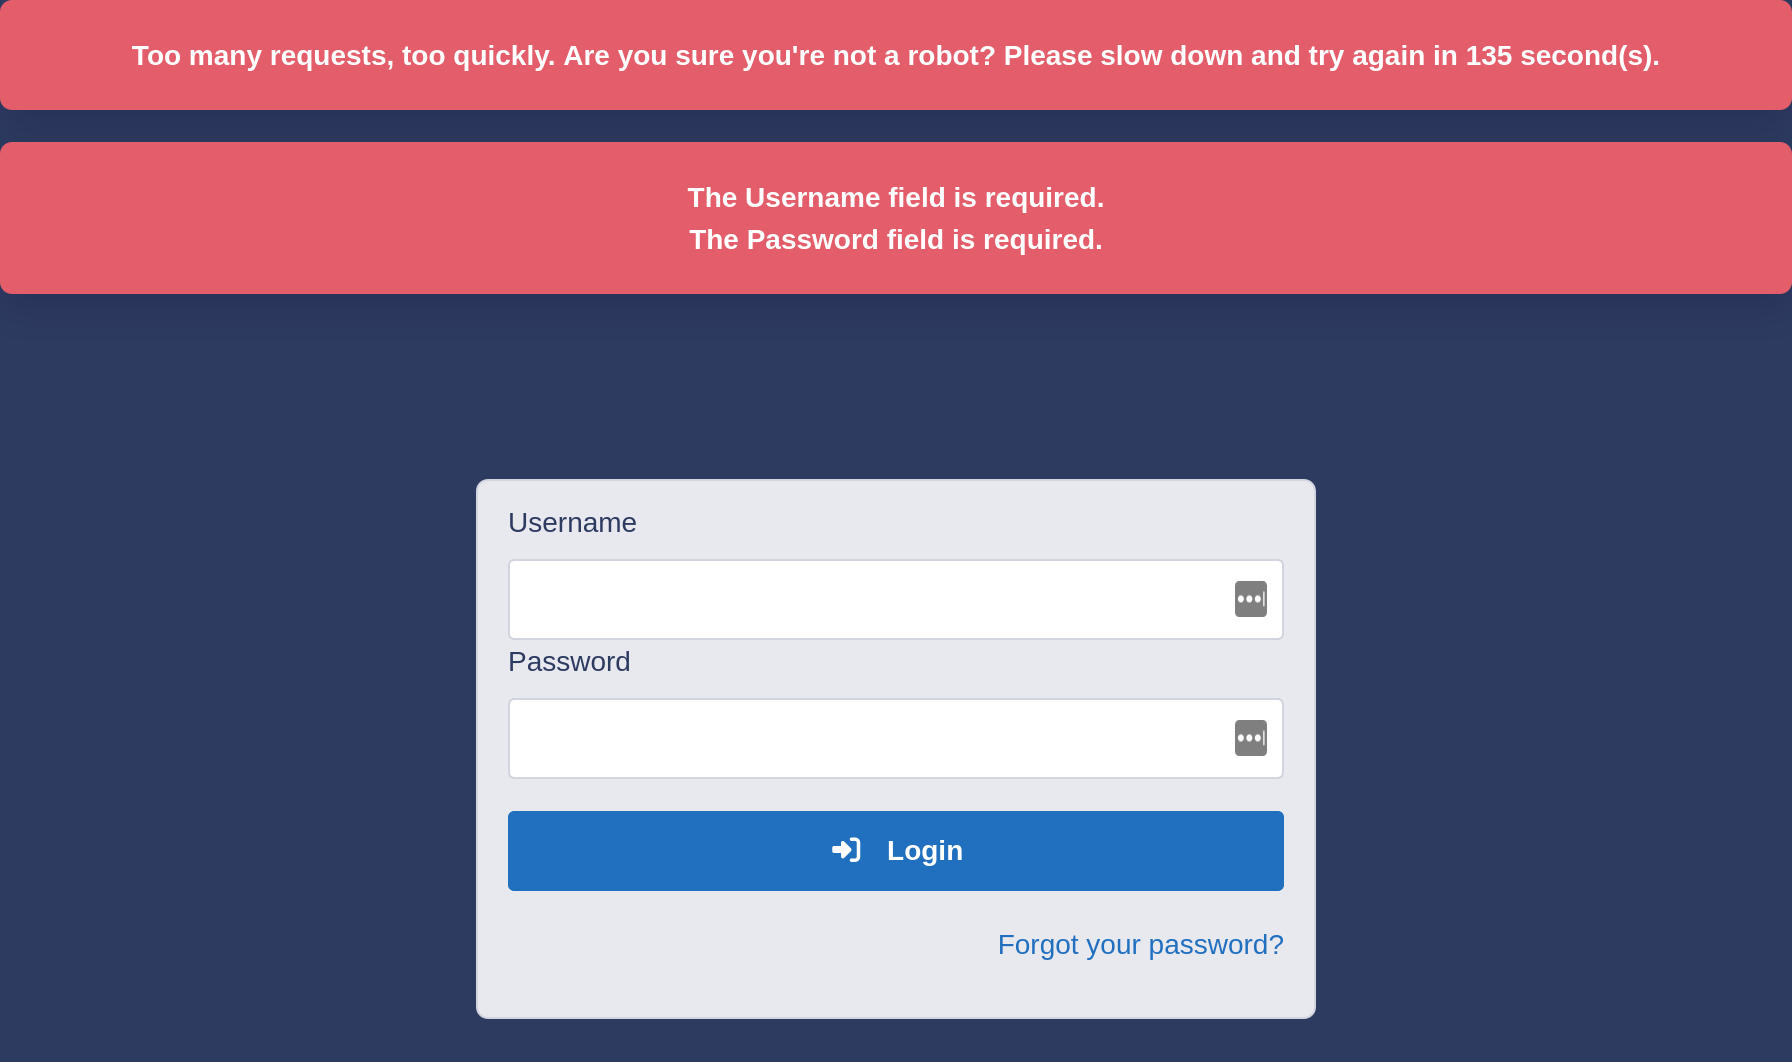 Too many requests, too quickly. Are you sure you're not a robot? Please slow down and try again in 135 second(s).
The Username field is required.
The Password field is required.
Username
Password
Login
Forgot your password?